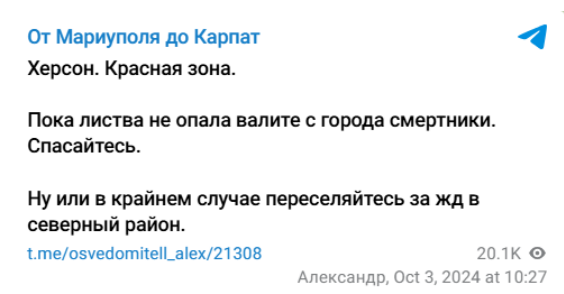 От Мариуполя до Карпат
Херсон. Красная зона.
Пока листва не опала валите с города смертники.
Спасайтесь.
Ну или в крайнем случае переселяйтесь за жд в
северный район.
t.me/osvedomitell_alex/21308 20.1K
Александр, Oct 3, 2024 at 10:27